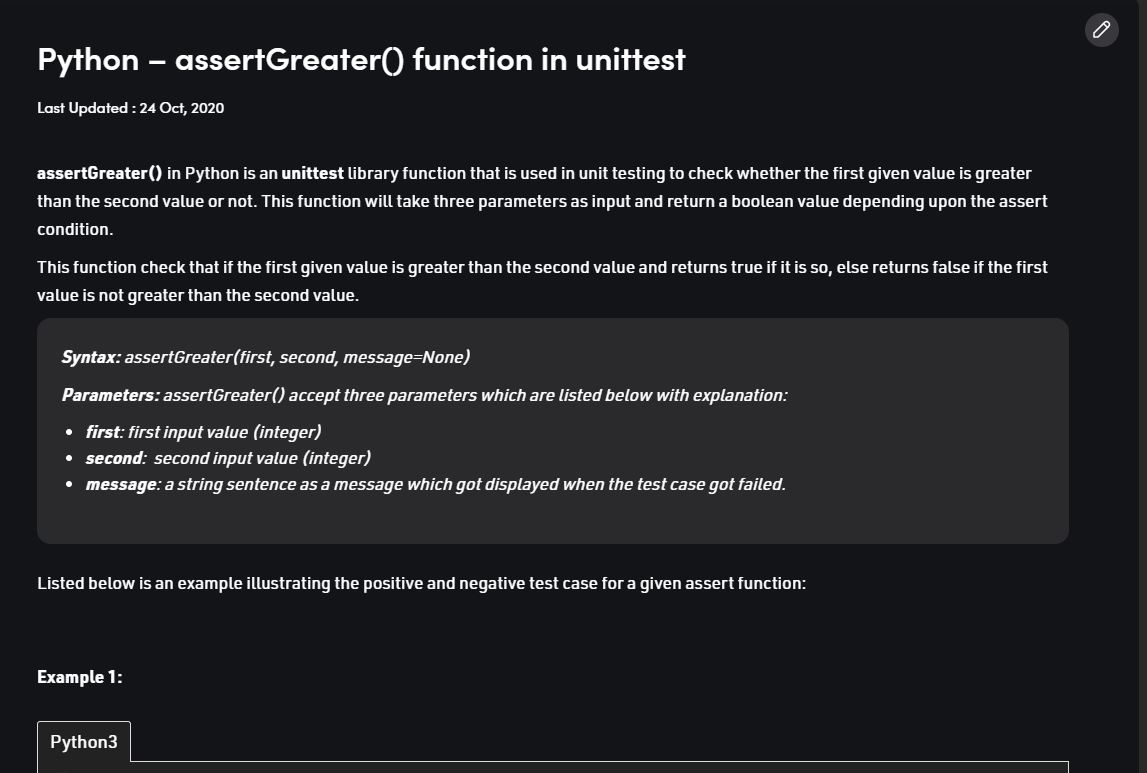 Python – assertGreater() function in unittest
Last Updated : 24 Oct, 2020
assertGreater() in Python is an unittest library function that is used in unit testing to check whether the first given value is greater
than the second value or not. This function will take three parameters as input and return a boolean value depending upon the assert
condition.
This function check that if the first given value is greater than the second value and returns true if it is so, else returns false if the first
value is not greater than the second value.
Syntax: assertGreater(first, second, message=None)
Parameters: assertGreater() accept three parameters which are listed below with explanation:
• first: first input value (integer)
• second:  second input value (integer)
• message: a string sentence as a message which got displayed when the test case got failed.
Listed below is an example illustrating the positive and negative test case for a given assert function:
Example 1:
Python3